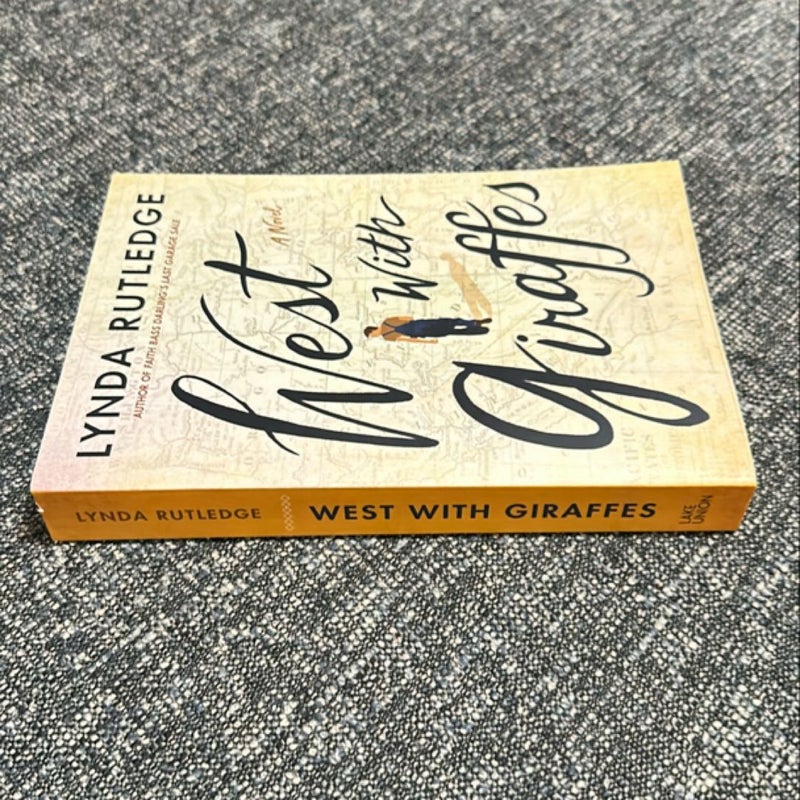 LYNDA RUTLEDGE
AUTHOR OF FAITH BASS DARLING'S LAST GARAGE SALE
West
A Novel
With
Giraffes
LYNDA RUTLEDGE
WEST WITH GIRAFFES
LAKE
UNION